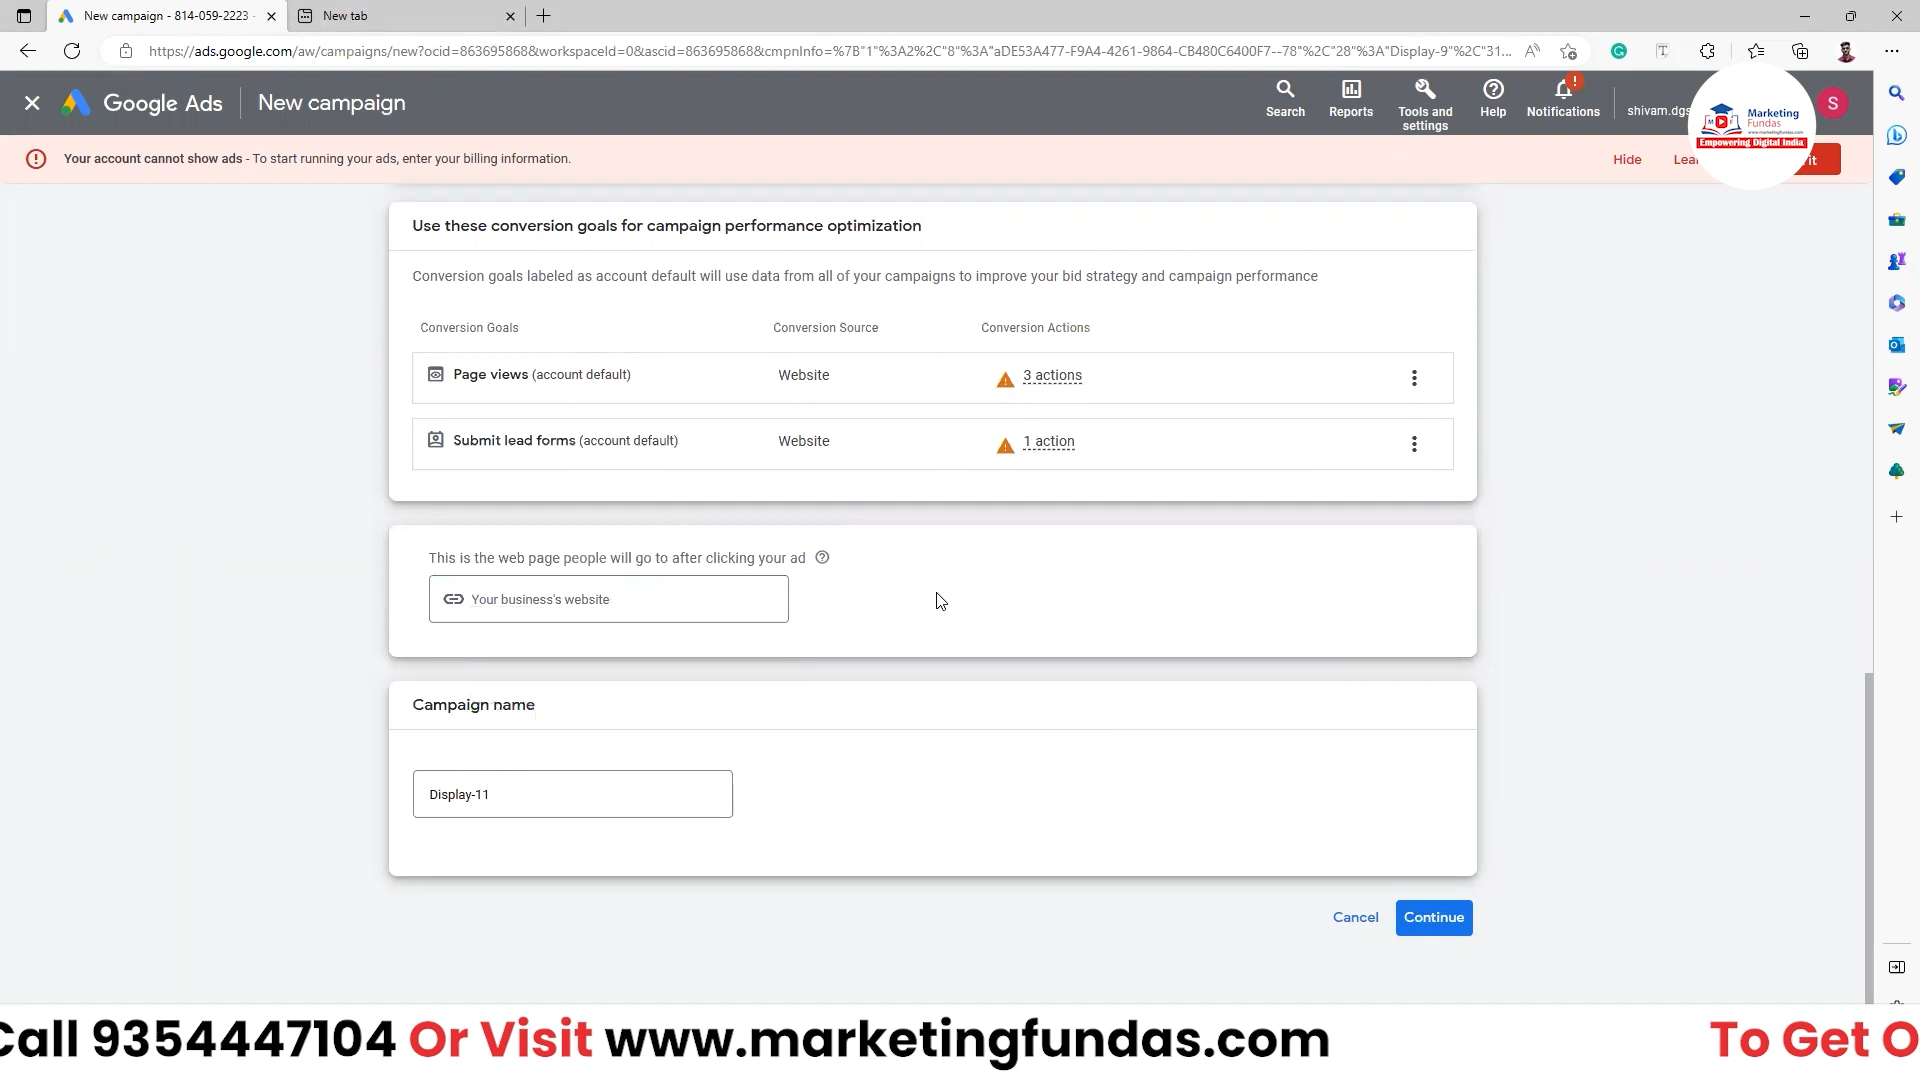 New campaign - 814-059-2223 -
New tab
https://ads.google.com/aw/campaigns/new?ocid=863695868&workspaceId=0&ascid=863695868&cmpnInfo=%7B"1"%3A2%2C"8"%3A"aDE53A477-F9A4-4261-9864-CB480C6400F7--78"%2C"28"%3A"Display-9"%2C"31...
Google Ads
New campaign
Search
Reports
Tools and settings
Help
Notifications
shivam.dgs
S
Marketing
Fundas
www.marketingfundas.com
Empowering Digital India
Your account cannot show ads - To start running your ads, enter your billing information.
Hide
Lea
it
Use these conversion goals for campaign performance optimization
Conversion goals labeled as account default will use data from all of your campaigns to improve your bid strategy and campaign performance
Conversion Goals
Conversion Source
Conversion Actions
Page views (account default)
Website
3 actions
Submit lead forms (account default)
Website
1 action
This is the web page people will go to after clicking your ad
Your business's website
Campaign name
Display-11
Cancel
Continue
Call 9354447104 Or Visit www.marketingfundas.com
To Get O